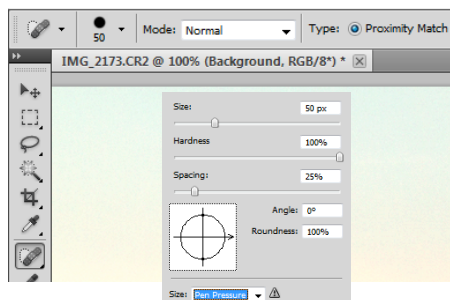 50 Mode: Normal Type: Proximity Match
IMG_2173.CR2 @ 100% (Background, RGB/8*) *
Size: 50 px
Hardness 100%
Spacing: 25%
Angle: 0°
Roundness: 100%
Size: Pen Pressure